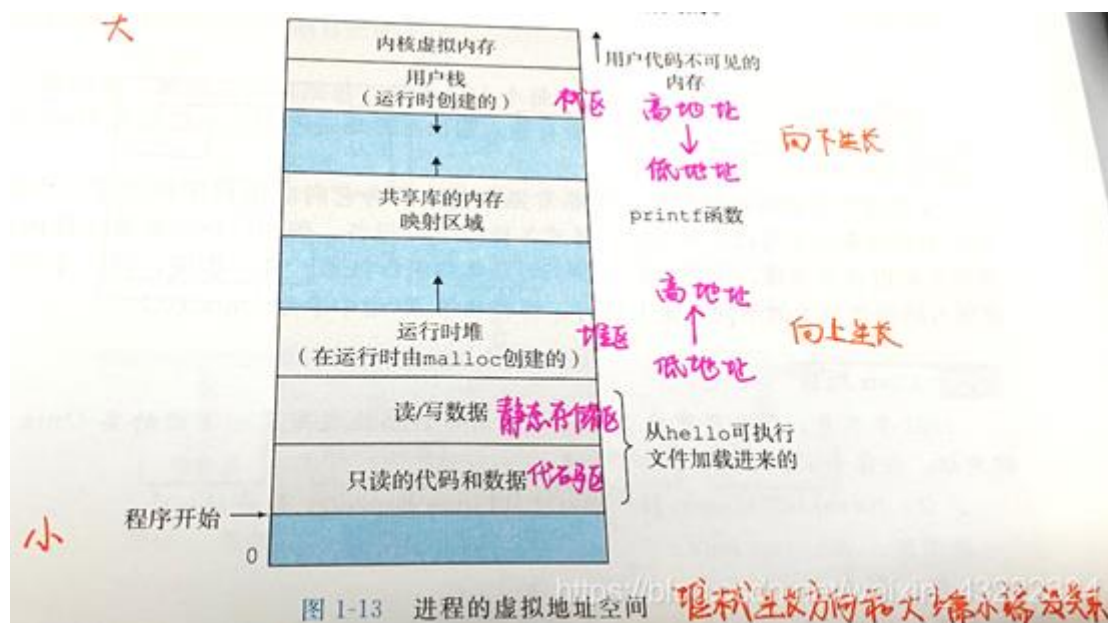 大
内核虚拟内存
用户代码不可见的
内存
用户栈
（运行时创建的）
栈区
高地址
低地址
向下生长
共享库的内存
映射区域
printf函数
高地址
低地址
向上生长
运行时堆
（在运行时由malloc创建的）
堆区
读/写数据
静态存储区
只读的代码和数据
代码区
从hello可执行
文件加载进来的
程序开始
小
0
图 1-13 进程的虚拟地址空间
堆栈生长方向和大端小端没关系